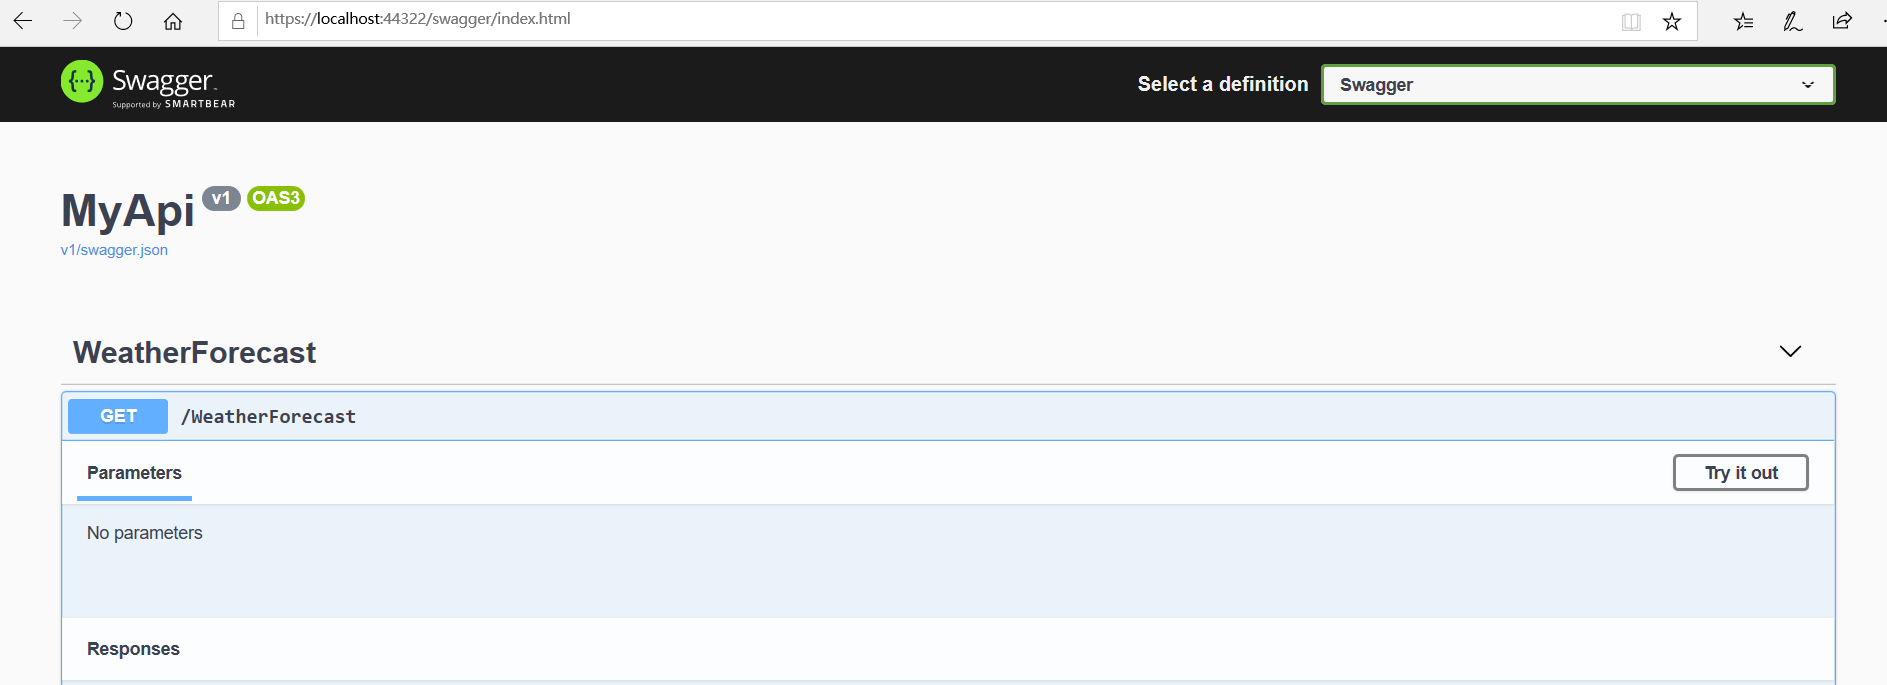 https://localhost:44322/swagger/index.html
{···} Swagger
Supported by SMARTBEAR
Select a definition
Swagger
MyApi v1 OAS3
v1/swagger.json
WeatherForecast
GET /WeatherForecast
Parameters
Try it out
No parameters
Responses